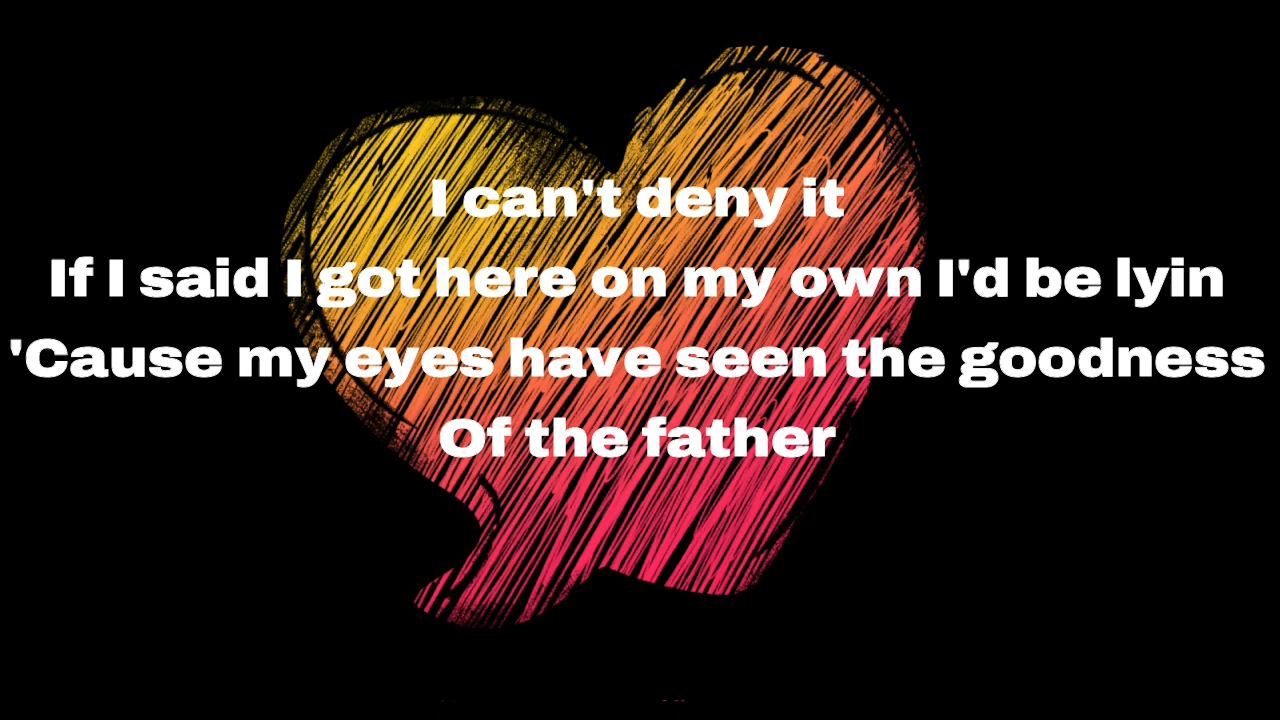 I can't deny it
If I said I got here on my own I'd be lyin
'Cause my eyes have seen the goodness
Of the father